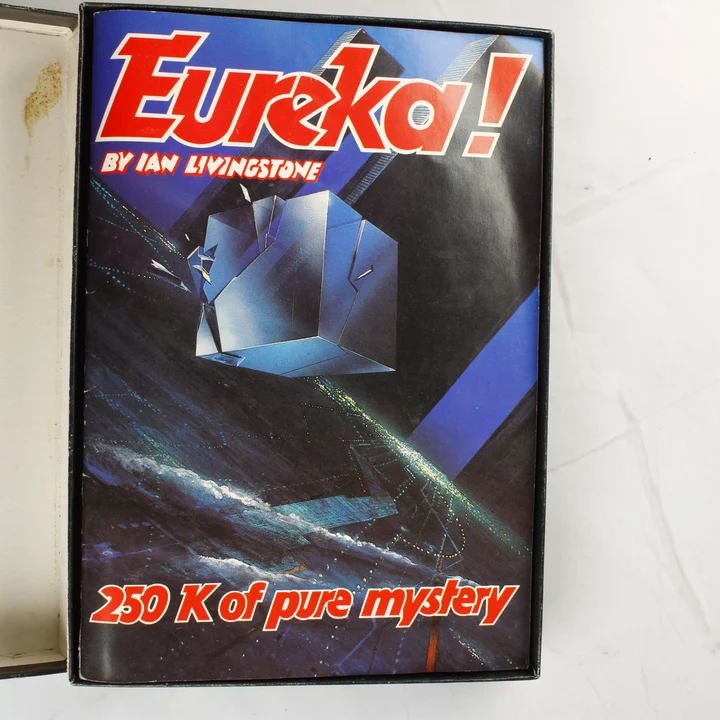 Eureka!
BY IAN LIVINGSTONE
250 K of pure mystery